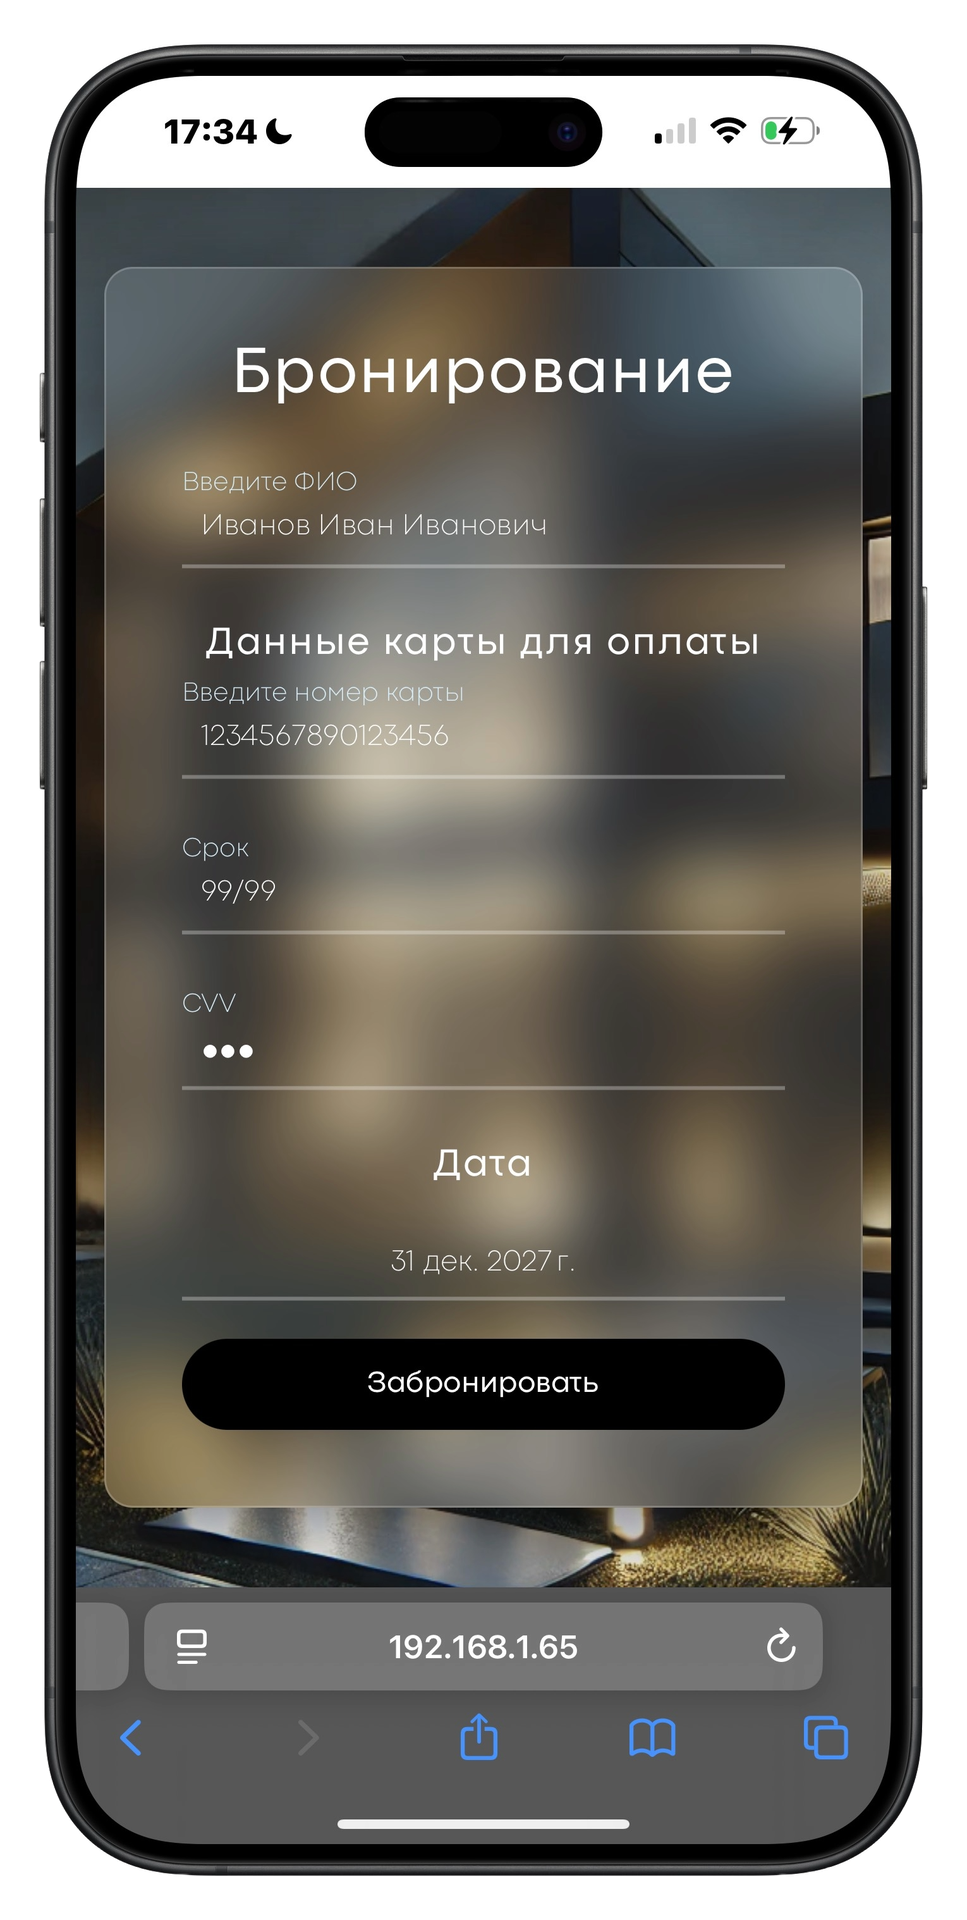 17:34
Бронирование
Введите ФИО
Иванов Иван Иванович
Данные карты для оплаты
Введите номер карты
1234567890123456
Срок
99/99
CVV
•••
Дата
31 дек. 2027 г.
Забронировать
192.168.1.65